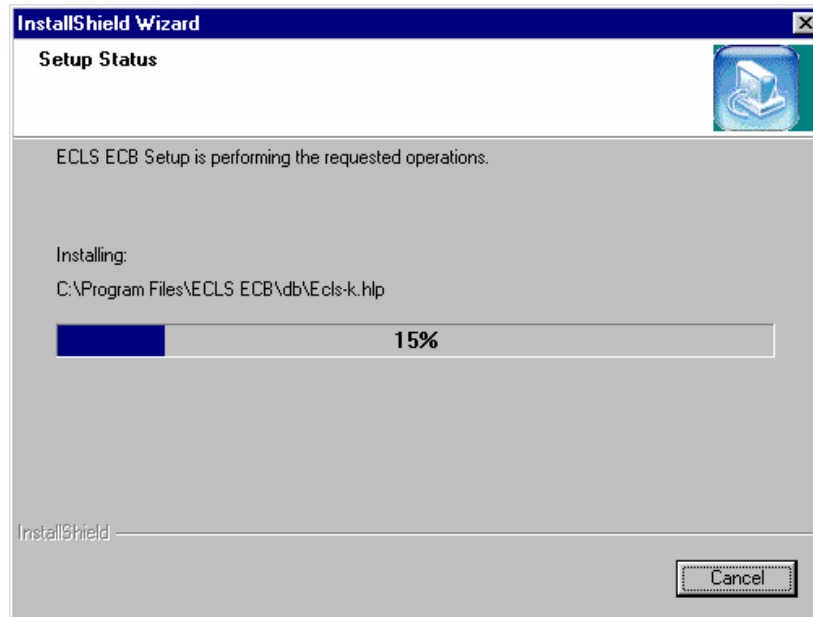 InstallShield Wizard
Setup Status
ECLS ECB Setup is performing the requested operations.
Installing:
C:\Program Files\ECLS ECB\db\Ecls-k.hlp
15%
InstallShield
Cancel